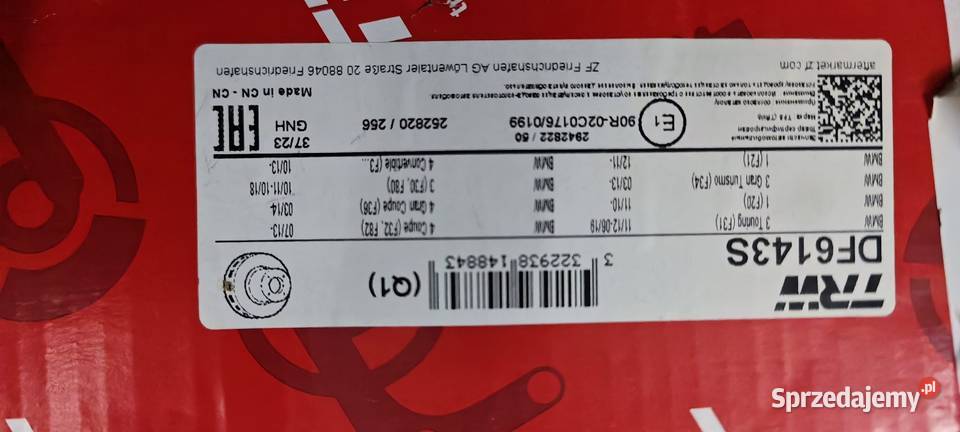 TRW
DF6143S
3 322938 148843
(Q1)
BMW 3 Touring (F31) 11/12-06/19 BMW 4 Coupe (F32, F82) 07/13-
BMW 1 (F20) 11/10- BMW 4 Gran Coupe (F36) 03/14
BMW 3 Gran Turismo (F34) 03/13- BMW 3 (F30, F80) 10/11-10/18
BMW 1 (F21) 12/11- BMW 4 Convertible (F3... 10/13-
2842822 / 50 252820 / 256 37/23
E1 90R-02C0176/0199 GNH
EAC
Made in CN - CN
aftermarket.zf.com ZF Friedrichshafen AG Löwentaler Straße 20 88046 Friedrichshafen
Sprzedajemy.pl